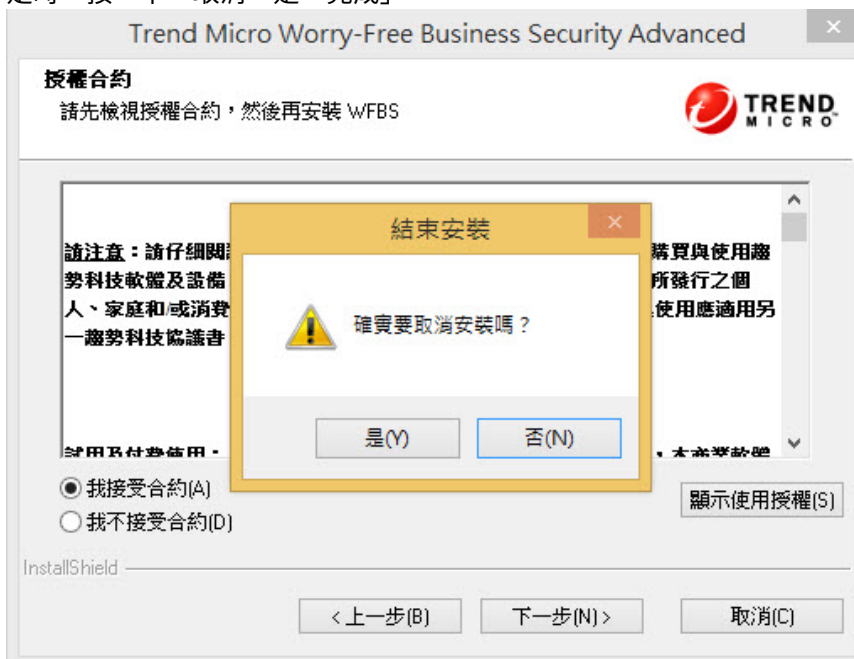 Trend Micro Worry-Free Business Security Advanced
授權合約
請先檢視授權合約，然後再安裝 WFBS
TREND
MICRO
結束安裝
請注意：請仔細閱
購買與使用趨
勢科技軟體及設備
所發行之個
人、家庭和/或消費
使用應適用另
一趨勢科技協議書
確實要取消安裝嗎？
是(Y)
否(N)
試用及付費使用：
，本商業軟體
我接受合約(A)
我不接受合約(D)
顯示使用授權(S)
InstallShield
<上一步(B)
下一步(N)>
取消(C)